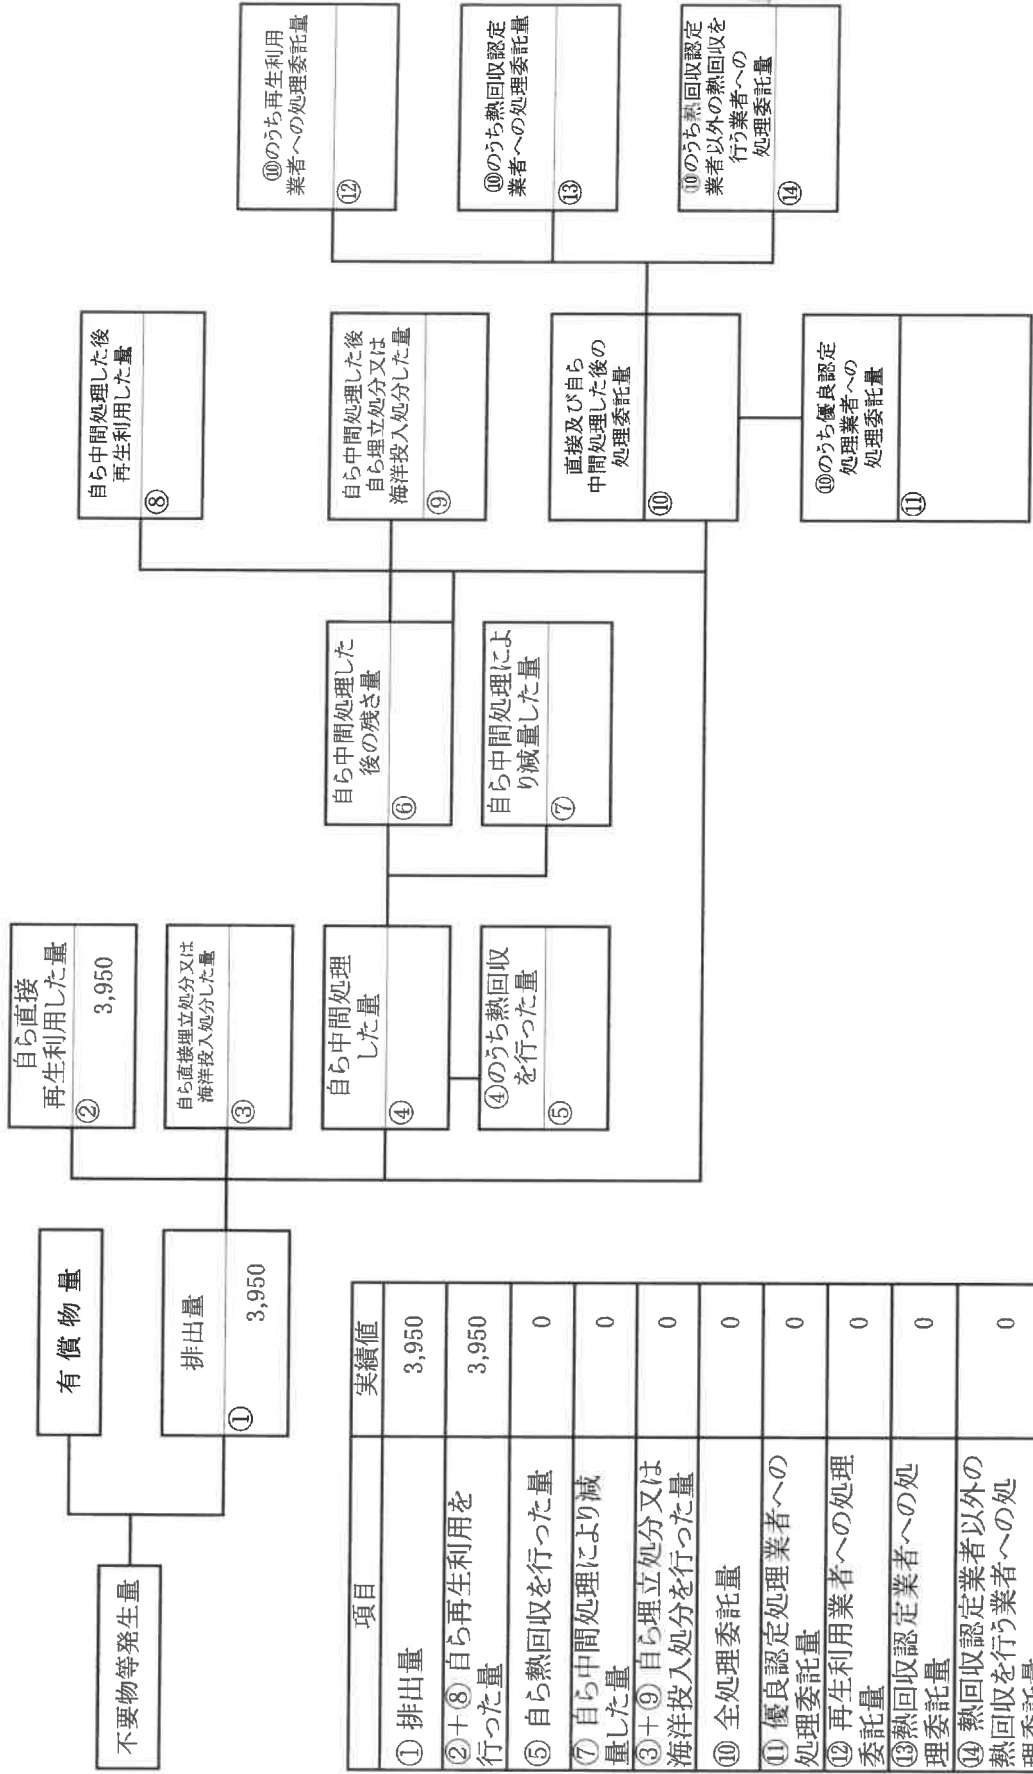 不要物等発生量
有償物量
排出量
① 3,950
自ら直接
再生利用した量
② 3,950
自ら直接埋立処分又は
海洋投入処分した量
③
自ら中間処理
した量
④
④のうち熱回収
を行った量
⑤
自ら中間処理した
後の残さ量
⑥
自ら中間処理によ
り減量した量
⑦
自ら中間処理した後
再生利用した量
⑧
自ら中間処理した後
自ら埋立処分又は
海洋投入処分した量
⑨
直接及び自ら
中間処理した後の
処理委託量
⑩
⑩のうち優良認定
処理業者への
処理委託量
⑪
⑩のうち再生利用
業者への処理委託量
⑫
⑩のうち熱回収認定
業者への処理委託量
⑬
⑩のうち熱回収認定
業者以外の熱回収を
行う業者への
処理委託量
⑭
項目 実績値
① 排出量 3,950
②+⑧ 自ら再生利用を
行った量 3,950
⑤ 自ら熱回収を行った量 0
⑦ 自ら中間処理により減
量した量 0
③+⑨ 自ら埋立処分又は
海洋投入処分を行った量 0
⑩ 全処理委託量 0
⑪ 優良認定処理業者への
処理委託量 0
⑫ 再生利用業者への処理
委託量 0
⑬熱回収認定業者への処
理委託量 0
⑭ 熱回収認定業者以外の
熱回収を行う業者への処
理委託量 0